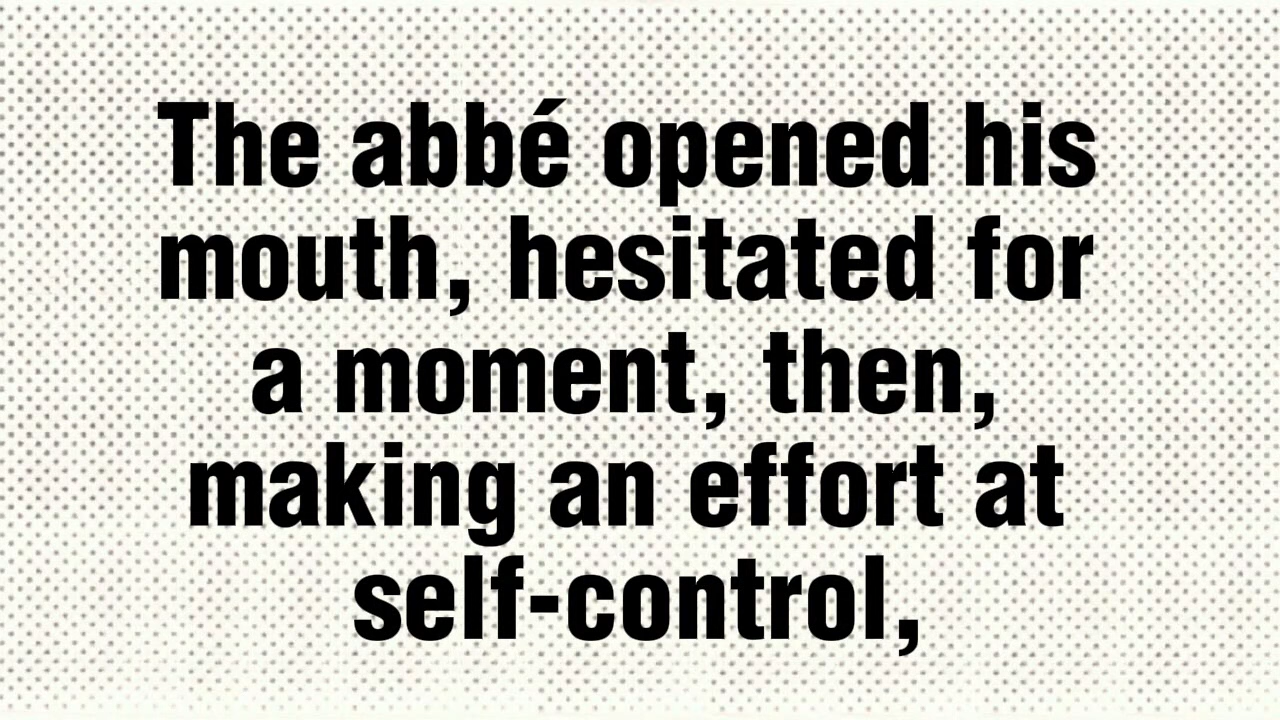 The abbé opened his
mouth, hesitated for
a moment, then,
making an effort at
self-control,